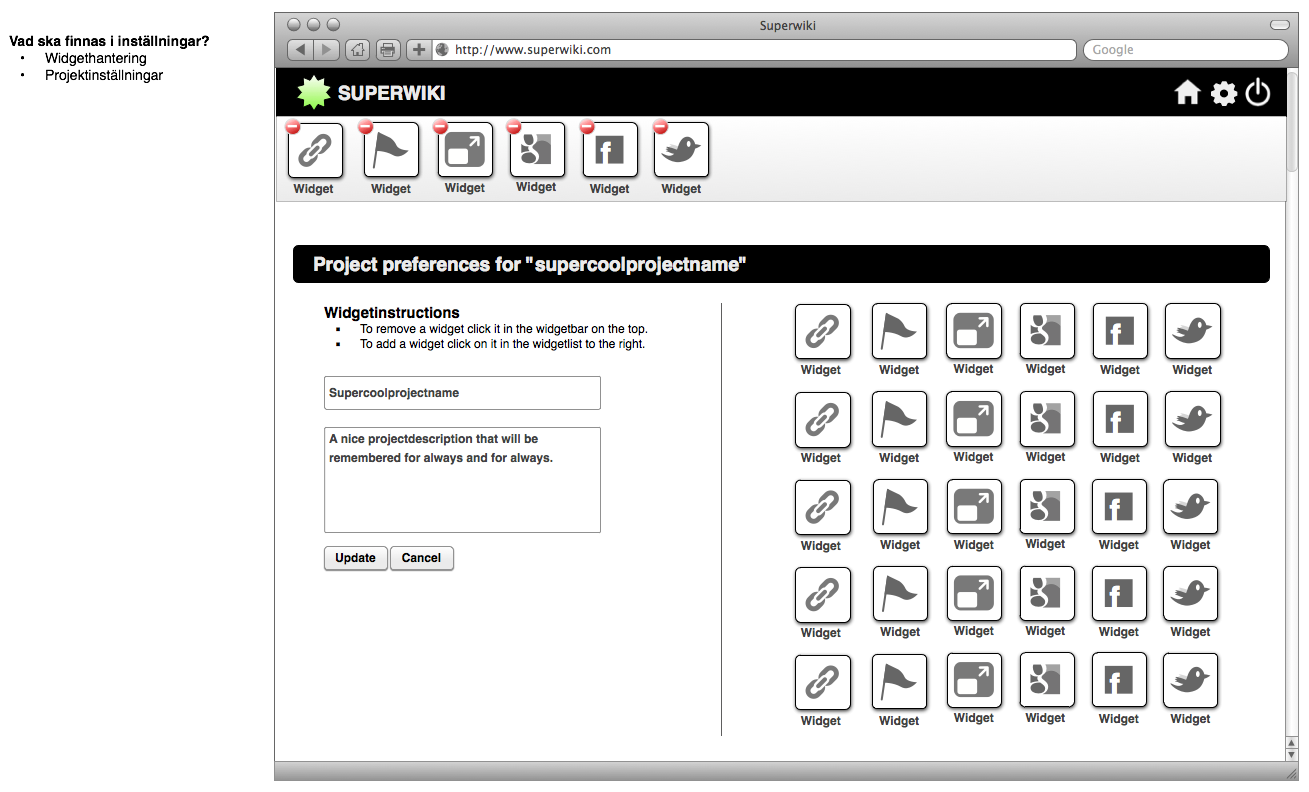 Vad ska finnas i inställningar?
• Widgethantering
• Projektinställningar
Superwiki
http://www.superwiki.com
Google
SUPERWIKI
Widget Widget Widget Widget Widget Widget
Project preferences for "supercoolprojectname"
Widgetinstructions
▪ To remove a widget click it in the widgetbar on the top.
▪ To add a widget click on it in the widgetlist to the right.
Supercoolprojectname
A nice projectdescription that will be
remembered for always and for always.
Update Cancel
Widget Widget Widget Widget Widget Widget
Widget Widget Widget Widget Widget Widget
Widget Widget Widget Widget Widget Widget
Widget Widget Widget Widget Widget Widget
Widget Widget Widget Widget Widget Widget